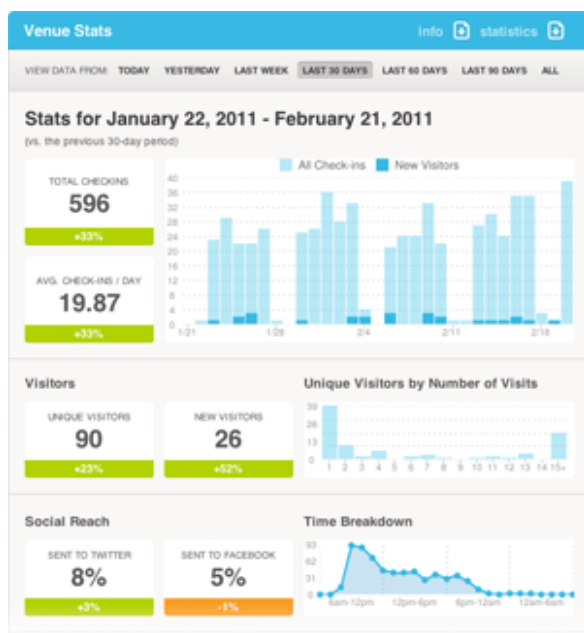 Venue Stats info statistics
VIEW DATA FROM: TODAY YESTERDAY LAST WEEK LAST 30 DAYS LAST 60 DAYS LAST 90 DAYS ALL
Stats for January 22, 2011 - February 21, 2011
(vs. the previous 30-day period)
TOTAL CHECKINS
596
+33%
AVG. CHECK-INS / DAY
19.87
+33%
All Check-ins New Visitors
40
36
32
28
24
20
16
12
8
4
0
1/21 1/28 2/4 2/11 2/18
Visitors
UNIQUE VISITORS
90
+23%
NEW VISITORS
26
+52%
Unique Visitors by Number of Visits
39
26
13
0
1 2 3 4 5 6 7 8 9 10 11 12 13 14 15+
Social Reach
SENT TO TWITTER
8%
+3%
SENT TO FACEBOOK
5%
-1%
Time Breakdown
93
62
31
0
6am-12pm 12pm-6pm 6pm-12am 12am-6am